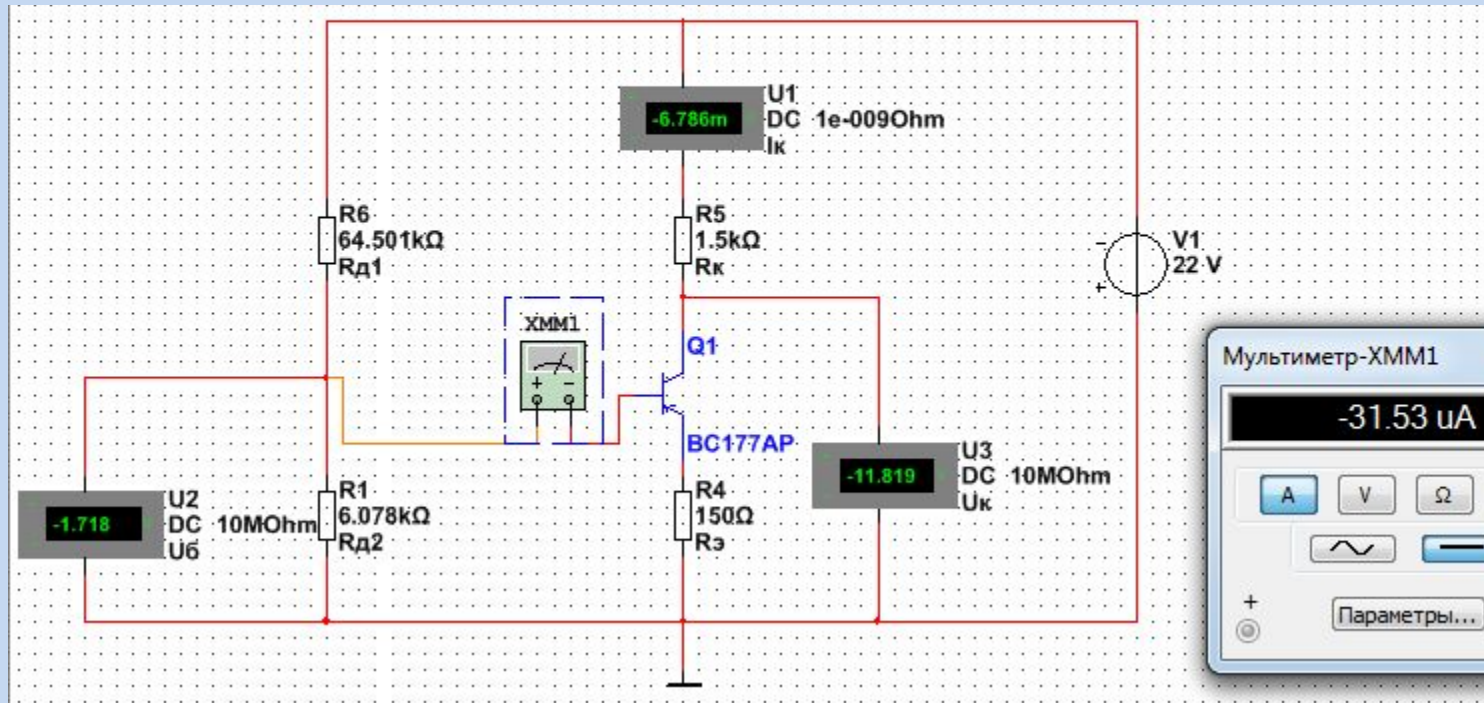 U1
-6.786m
DC 1e-009Ohm
Iк
R6
64.501kΩ
Rд1
R5
1.5kΩ
Rк
V1
22 V
-
+
XMM1
+ -
Q1
BC177AP
U2
-1.718
DC 10MOhm
Uб
R1
6.078kΩ
Rд2
R4
150Ω
Rэ
U3
-11.819
DC 10MOhm
Uк
Мультиметр-XMM1
-31.53 uA
A
V
Ω
+
Параметры...